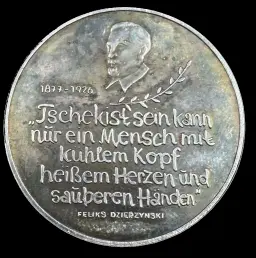 1877-1926
„Tschekist sein kann
nur ein Mensch mit
kühlem Kopf
heißem Herzen und
sauberen Händen"
FELIKS DZIERZYNSKI